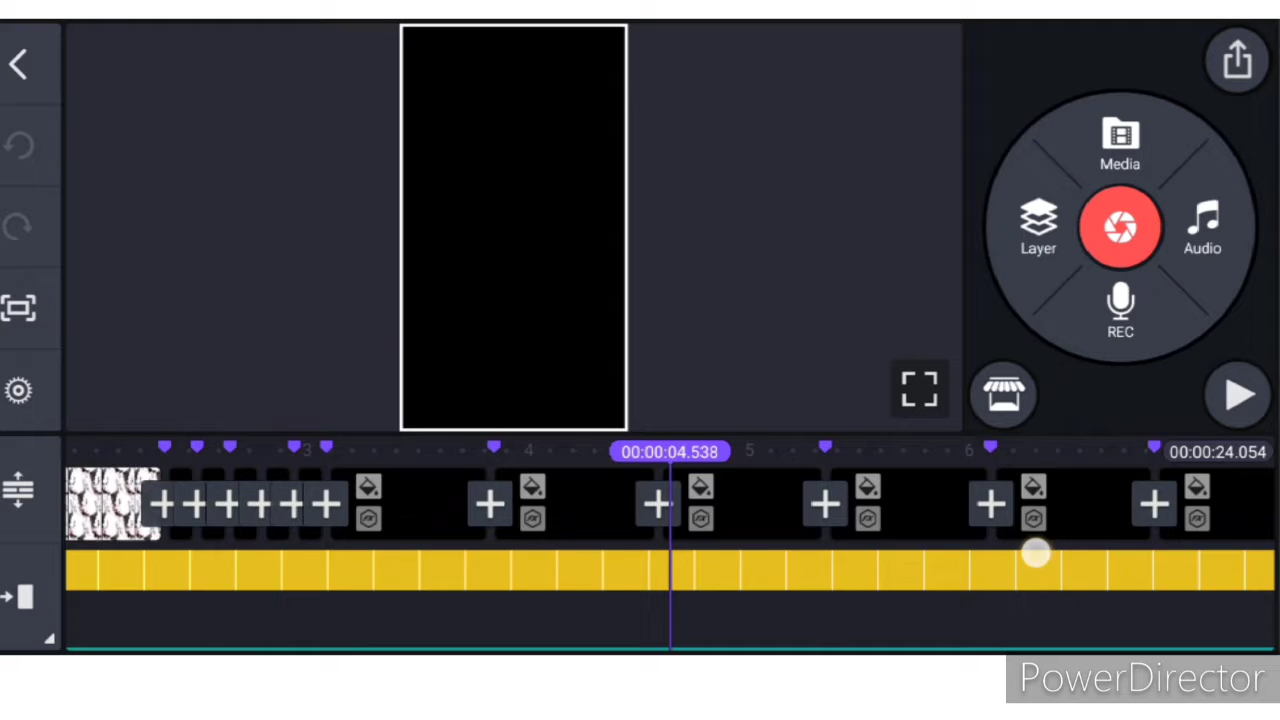 Media
Layer
Audio
REC
3
4
00:00:04.538
5
6
00:00:24.054
PowerDirector